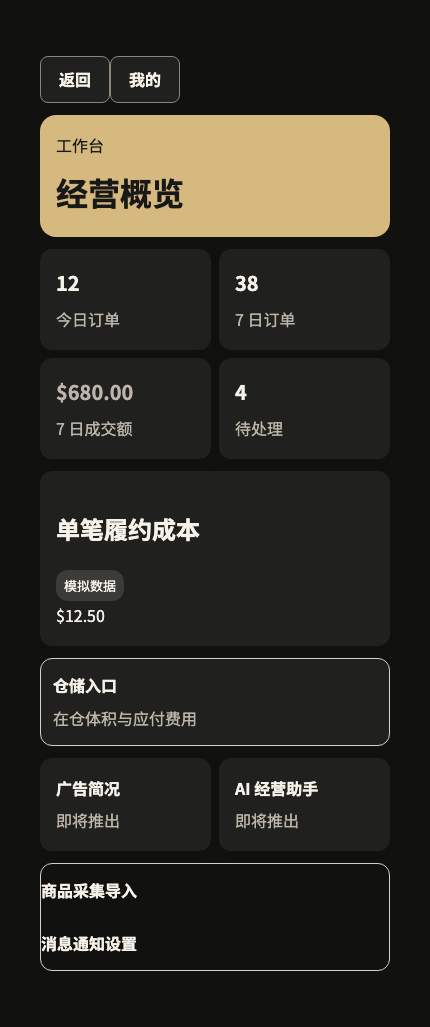 返回 我的
工作台
经营概览
12 38
今日订单 7 日订单
$680.00 4
7 日成交额 待处理
单笔履约成本
模拟数据
$12.50
仓储入口
在仓体积与应付费用
广告简况 AI 经营助手
即将推出 即将推出
商品采集导入
消息通知设置